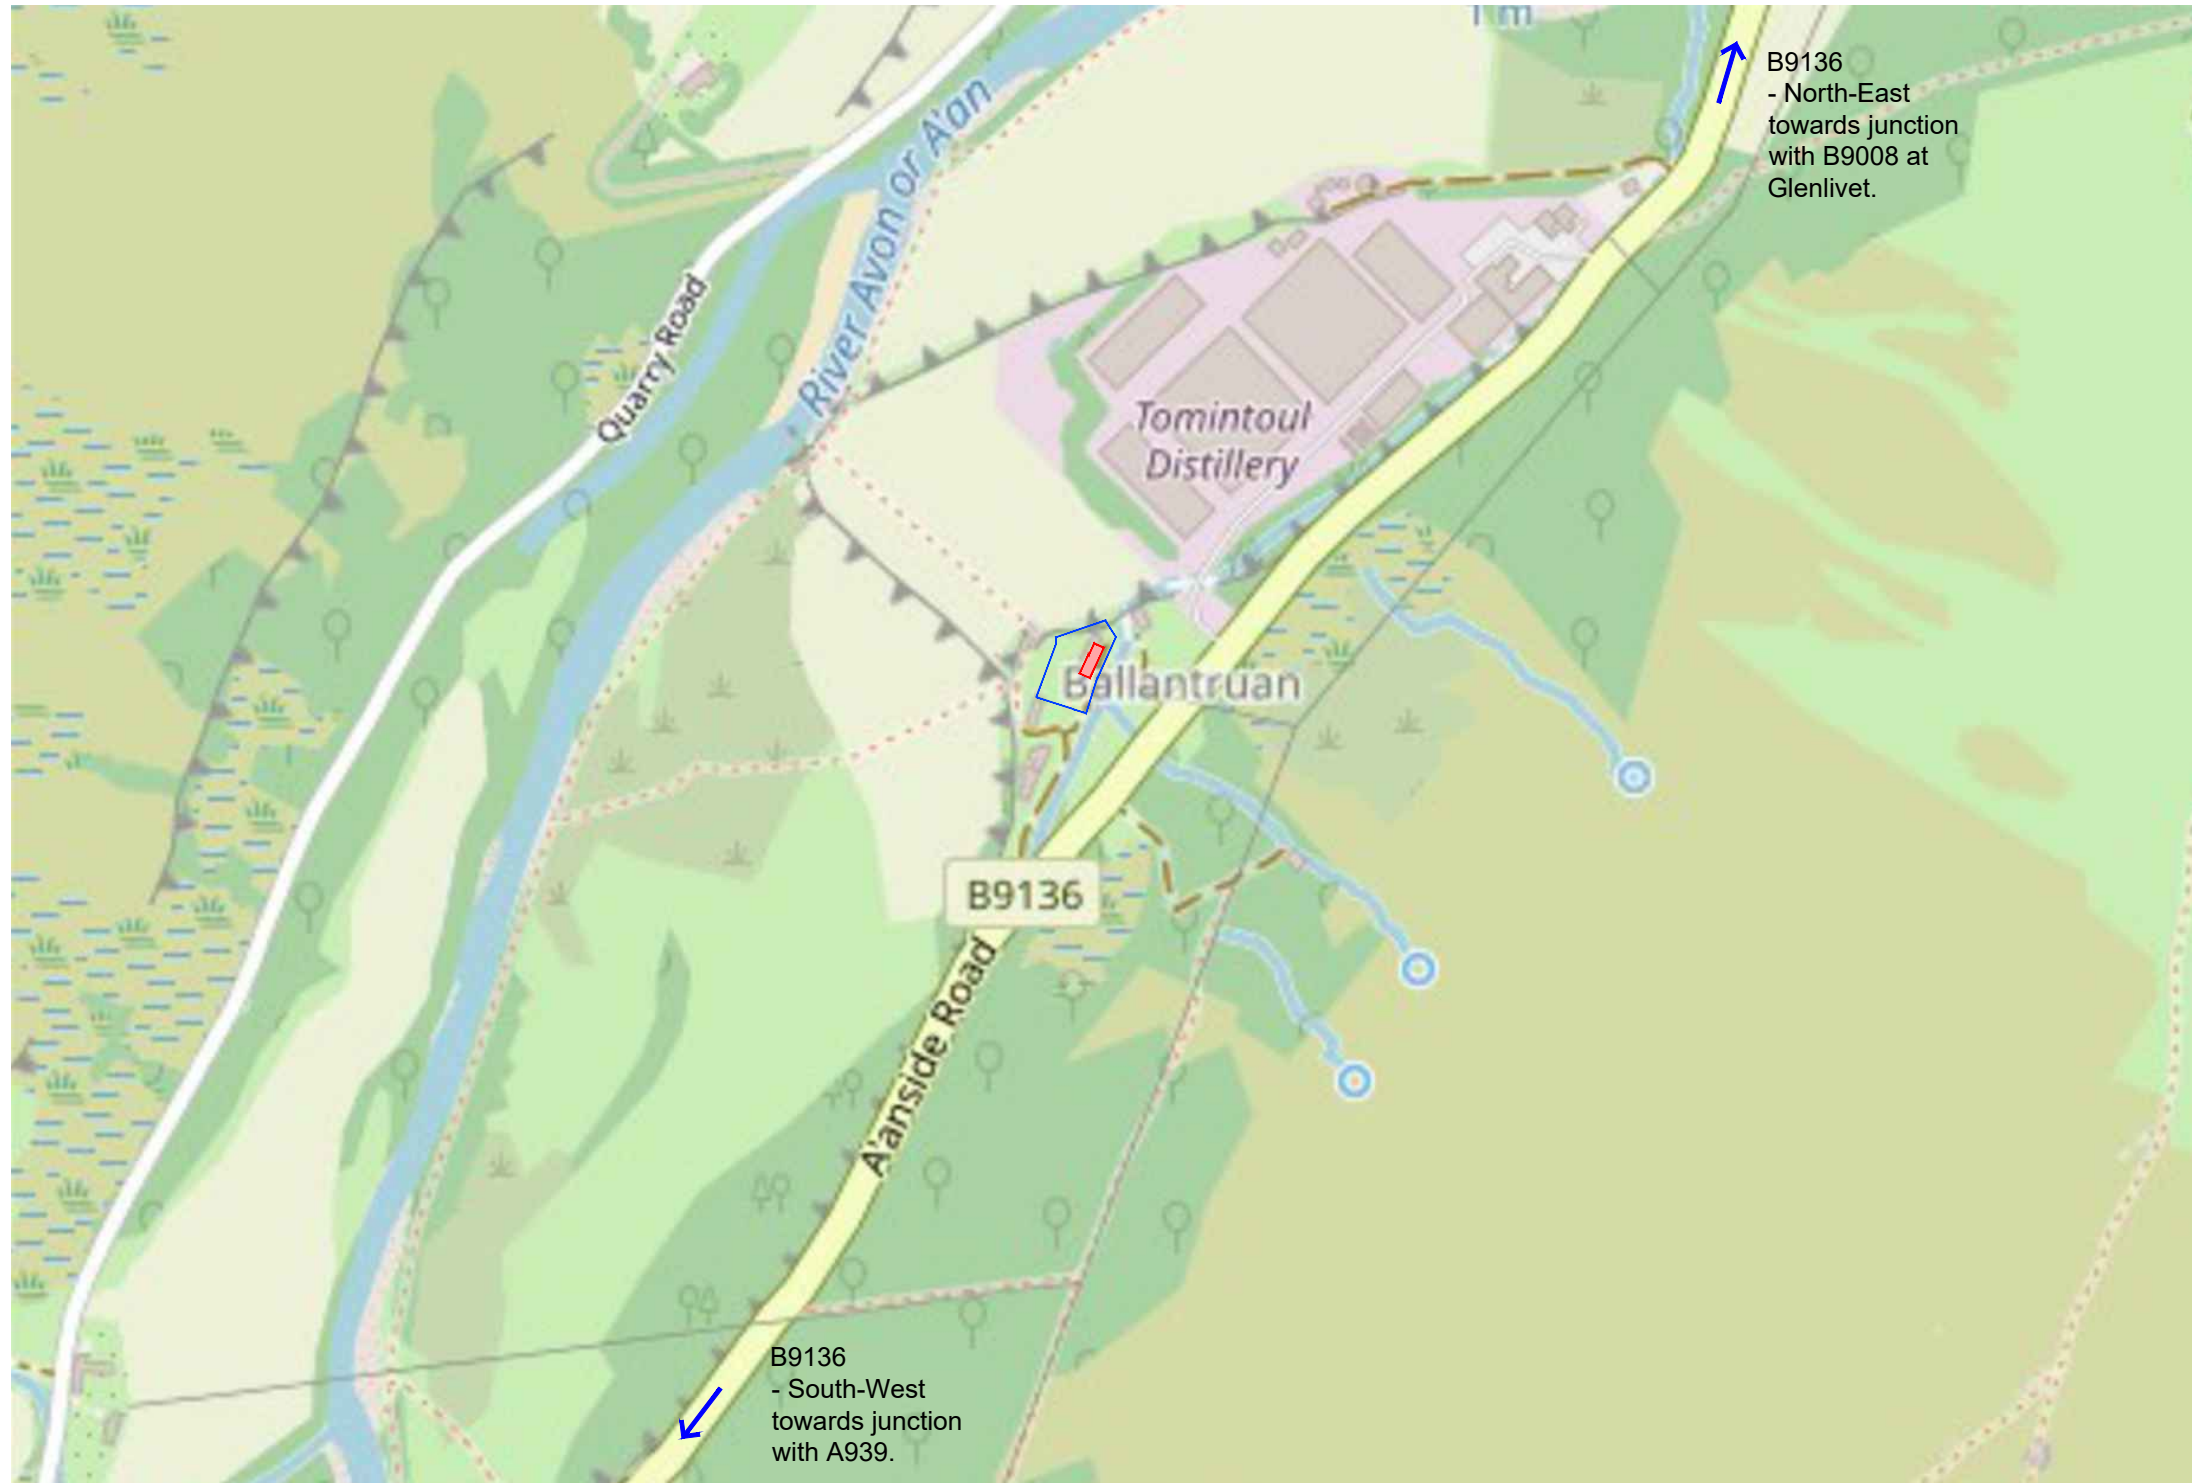 B9136
- North-East
towards junction
with B9008 at
Glenlivet.
River Avon or A'an
Quarry Road
Tomintoul
Distillery
Ballantruan
B9136
A'anside Road
B9136
- South-West
towards junction
with A939.